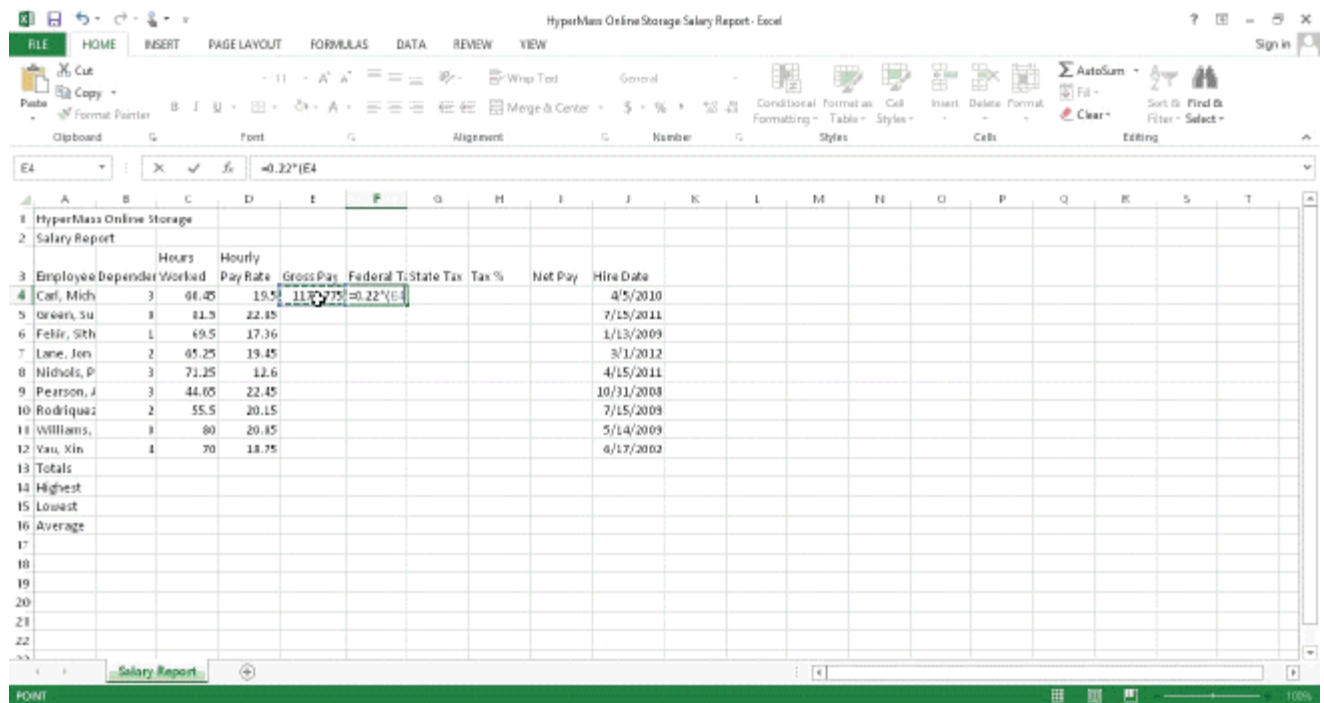 HyperMass Online Storage Salary Report - Excel
FILE HOME INSERT PAGE LAYOUT FORMULAS DATA REVIEW VIEW Sign in
Cut
Copy
Paste
Format Painter
11
Wrap Text
General
Merge & Center
$ %
Conditional Format as Cell
Formatting Table Styles
Insert Delete Format
AutoSum
Fill
Clear
Sort & Find &
Filter Select
Clipboard Font Alignment Number Styles Cells Editing
E4 fx =0.22*(E4
A B C D E F G H I J K L M N O P Q R S T
1 HyperMass Online Storage
2 Salary Report
Hours Hourly
3 Employee Depender Worked Pay Rate Gross Pay Federal Ta State Tax Tax % Net Pay Hire Date
4 Carl, Mich 3 19.5 =0.22*(E4 4/5/2010
5 Green, Su 22.85 7/15/2011
6 Sith 1 69.5 17.36 1/13/2009
7 Lane, Jon 2 65.25 19.45 3/1/2012
8 Nichols, P 3 71.25 12.6 4/15/2011
9 Pearson, 3 44.65 22.45 10/31/2008
10 Rodriquez 2 55.5 20.15 7/15/2009
11 Williams, 80 20.85 5/14/2009
12 Yau, Xin 4 70 18.75 6/17/2002
13 Totals
14 Highest
15 Lowest
16 Average
17
18
19
20
21
22
Salary Report
POINT 100%